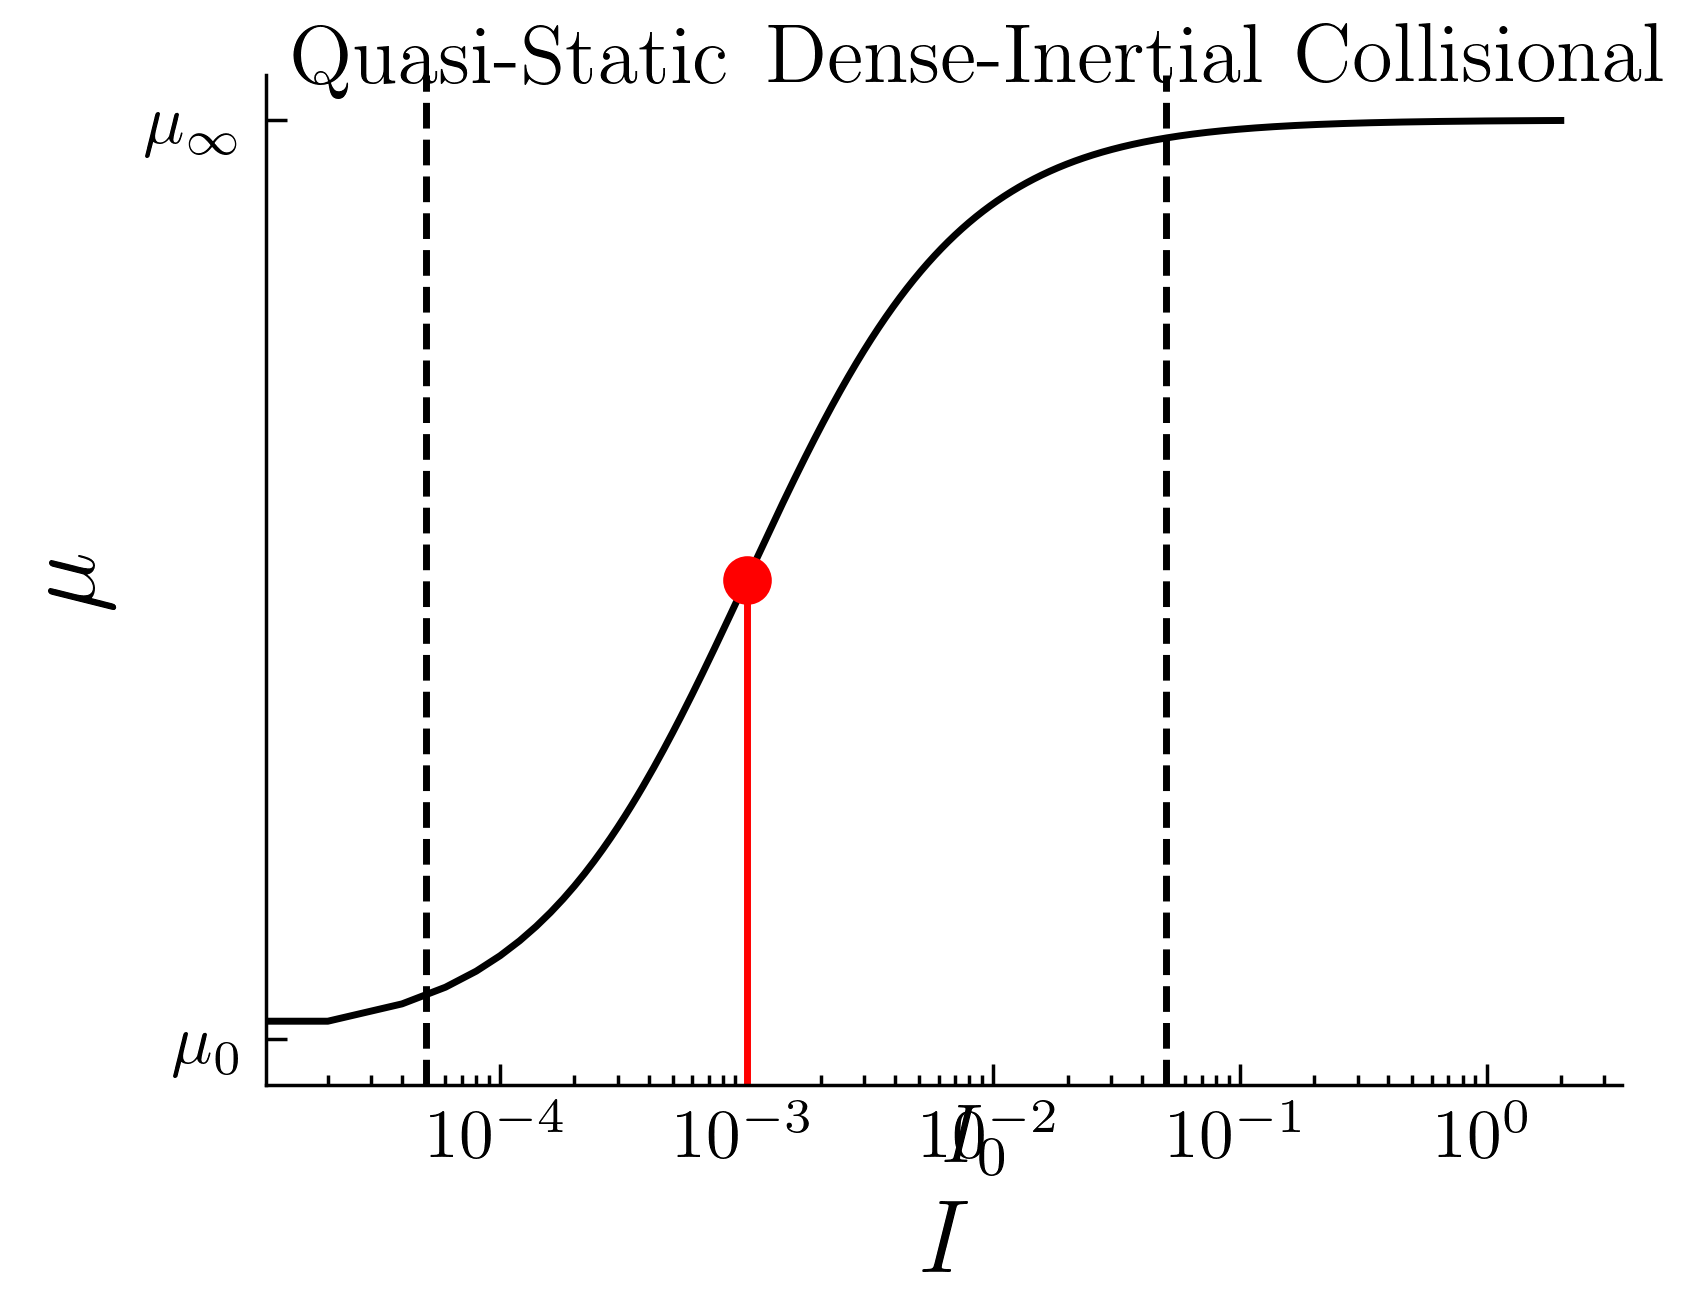 Quasi-Static Dense-Inertial Collisional
μ∞
μ
μ₀
10⁻⁴ 10⁻³ 10⁻² 10⁻¹ 10⁰
I₀
I